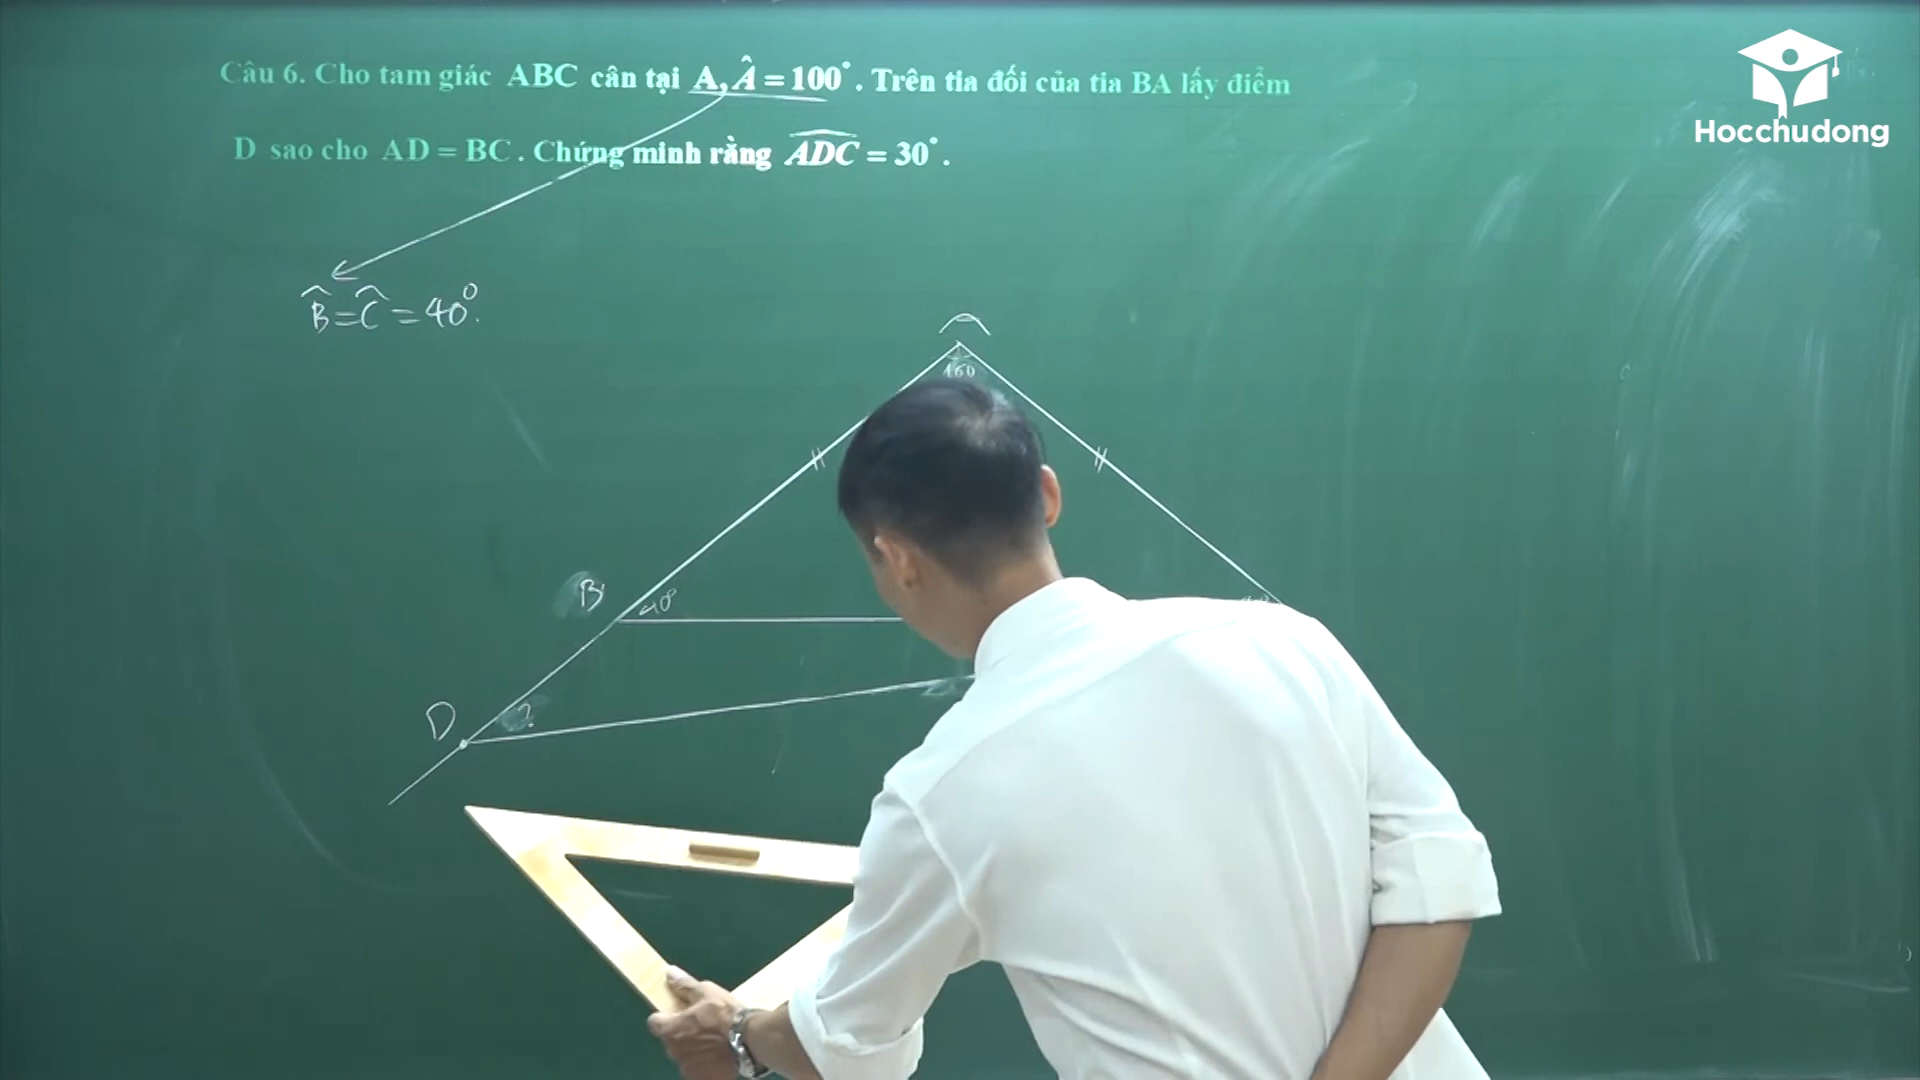 Câu 6. Cho tam giác ABC cân tại A, Â = 100°. Trên tia đối của tia BA lấy điểm
D sao cho AD = BC. Chứng minh rằng ADC = 30°.
Hocchudong
B̂ = Ĉ = 40°.
B
40°
D
?